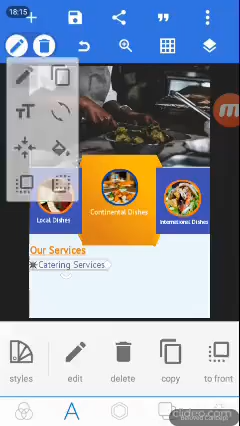 18:15
Local Dishes
Continental Dishes
International Dishes
Our Services
Catering Services
styles
edit
delete
copy
to front